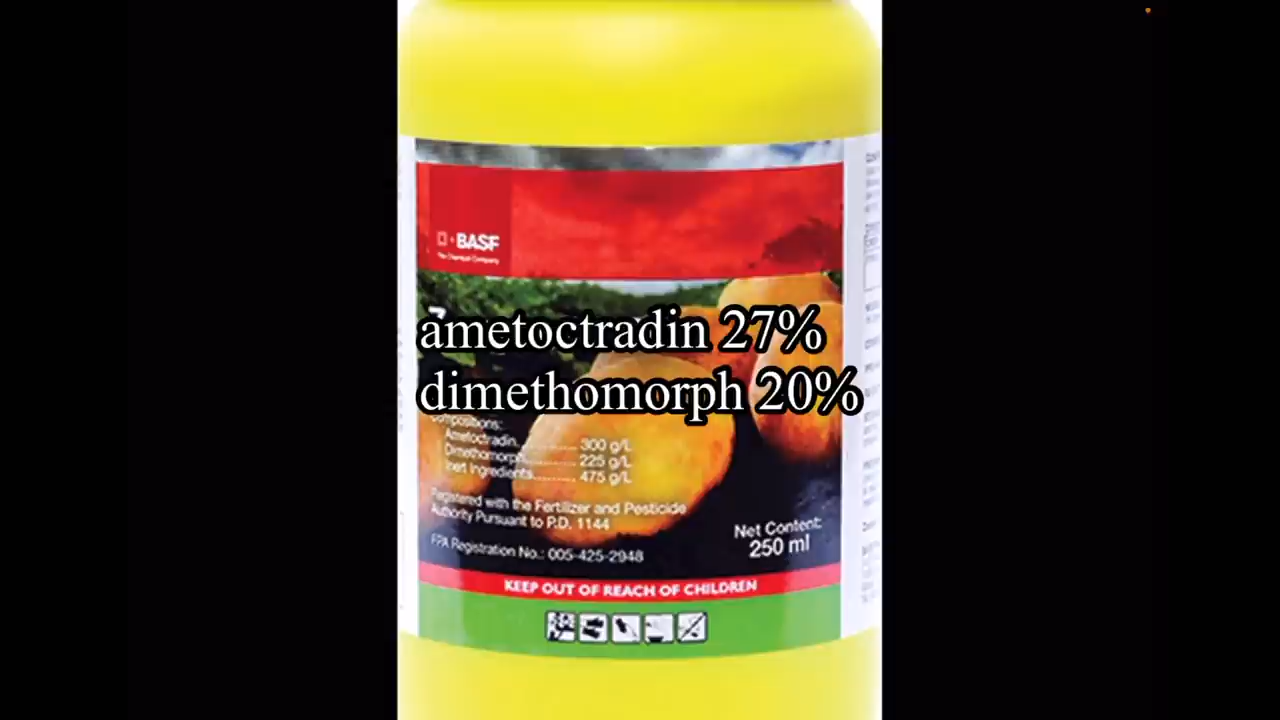 BASF
The Chemical Company
ametoctradin 27%
dimethomorph 20%
Compositions:
Ametoctradin.............. 300 g/L
Dimethomorph........... 225 g/L
Inert Ingredients......... 475 g/L
Registered with the Fertilizer and Pesticide
Authority Pursuant to P.D. 1144
FPA Registration No.: 005-425-2948
Net Content:
250 ml
KEEP OUT OF REACH OF CHILDREN